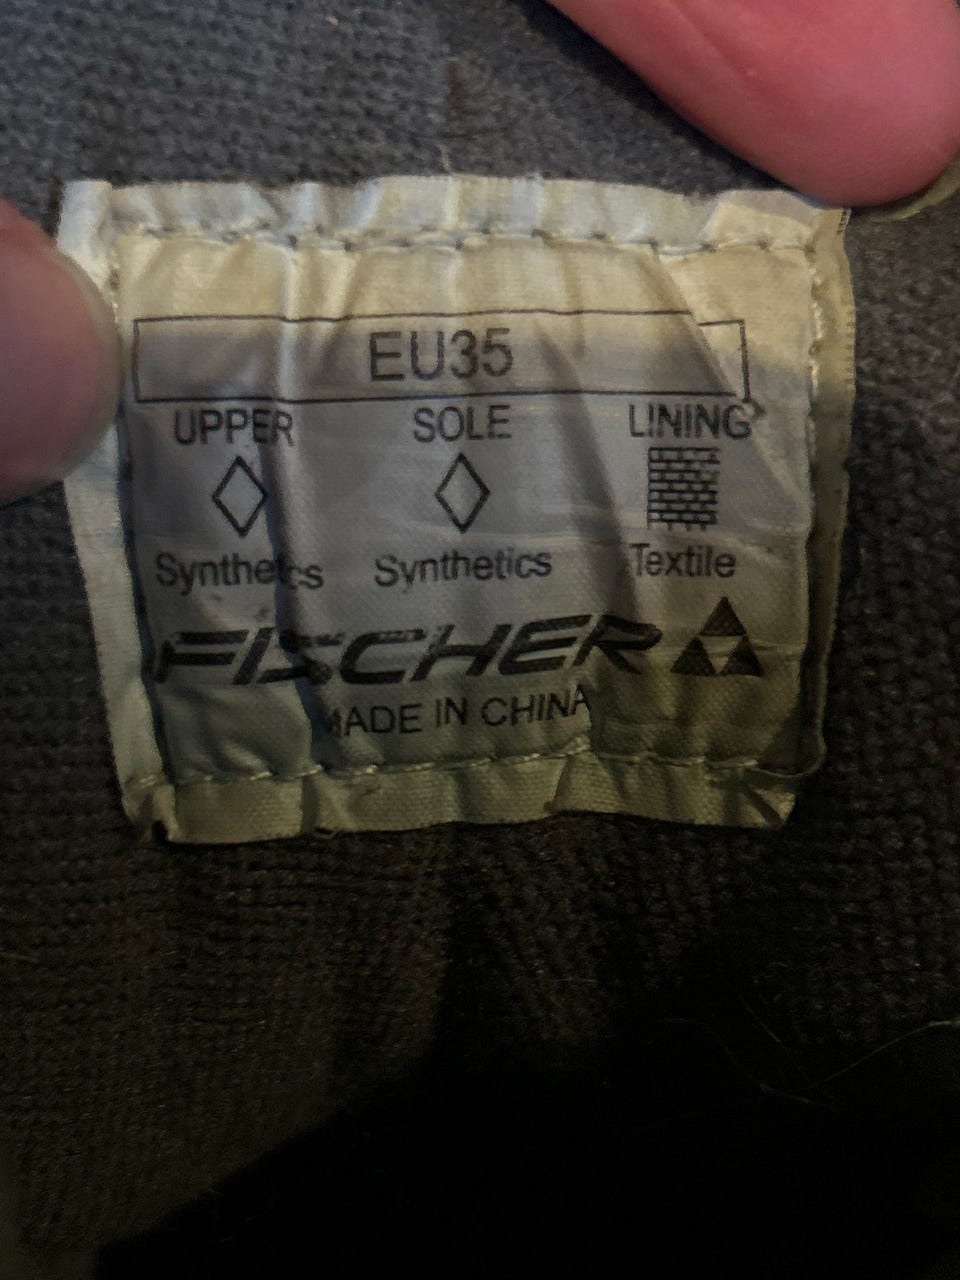 EU35
UPPER SOLE LINING
Synthetics Synthetics Textile
FISCHER
MADE IN CHINA